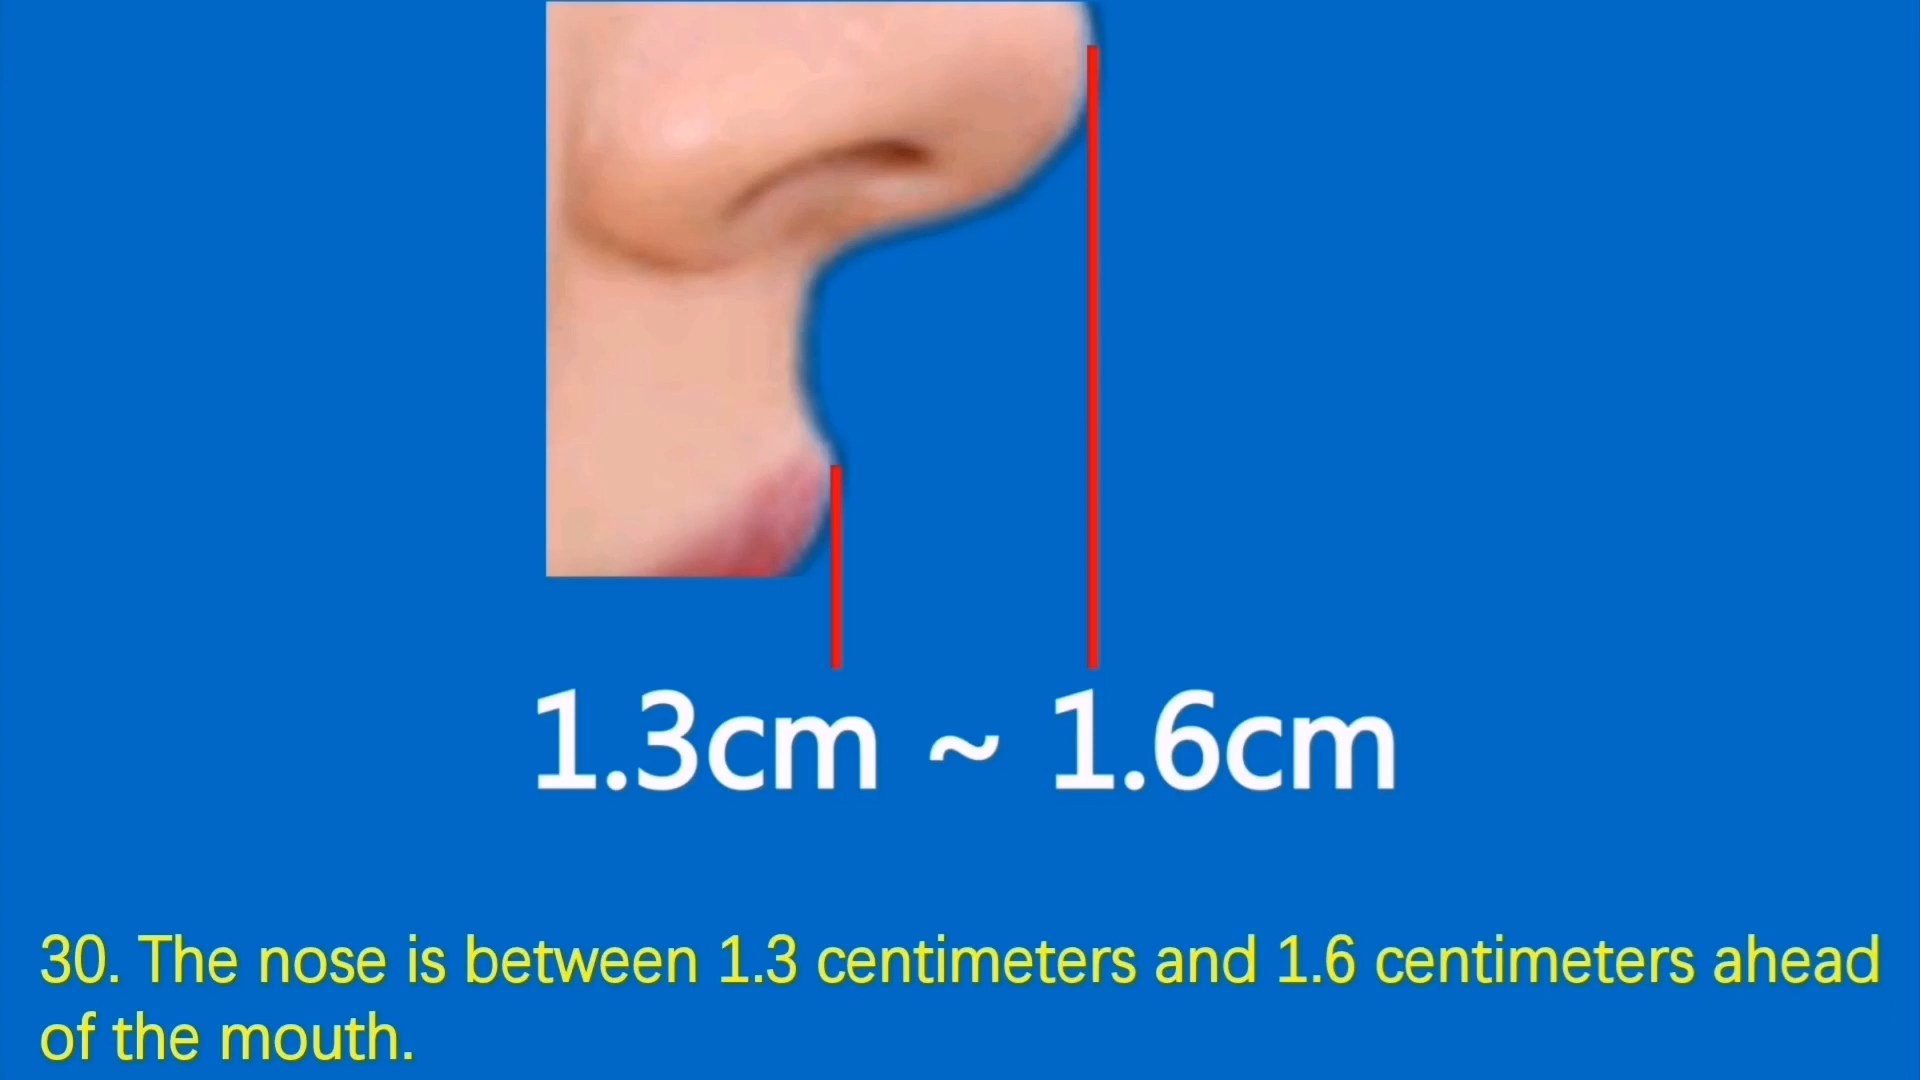 1.3cm ~ 1.6cm
30. The nose is between 1.3 centimeters and 1.6 centimeters ahead
of the mouth.